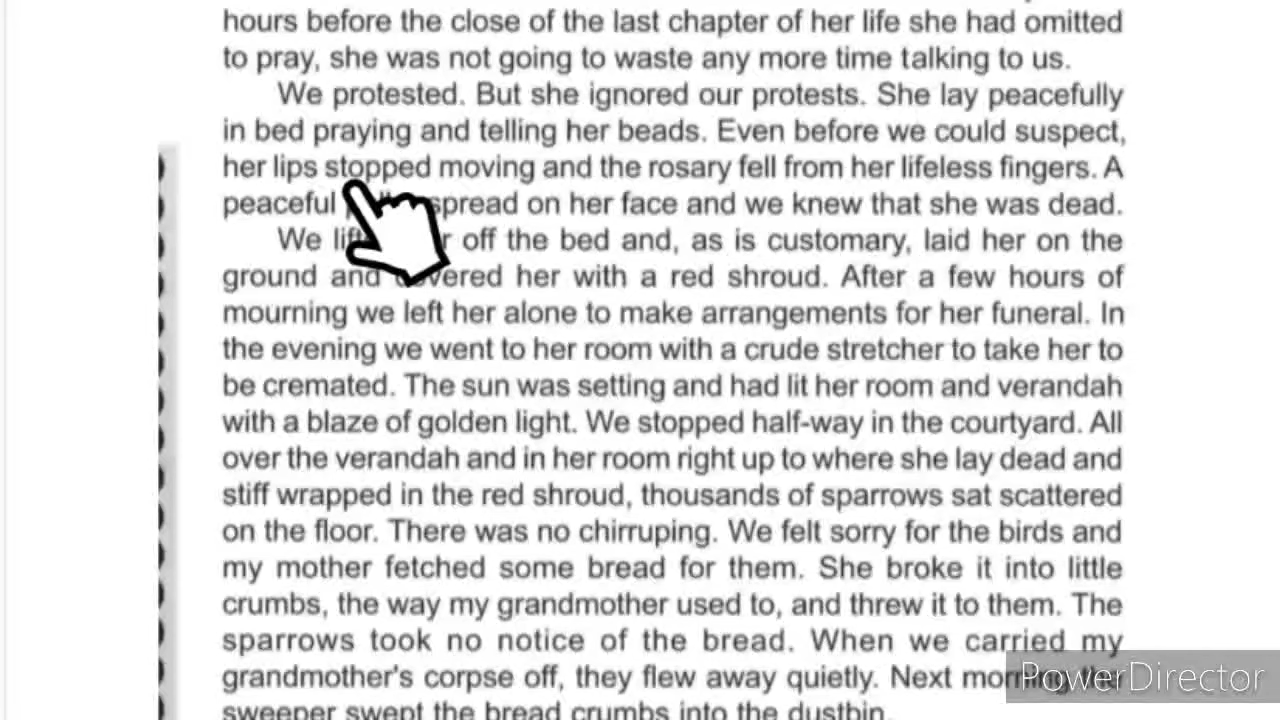 hours before the close of the last chapter of her life she had omitted
to pray, she was not going to waste any more time talking to us.
We protested. But she ignored our protests. She lay peacefully
in bed praying and telling her beads. Even before we could suspect,
her lips stopped moving and the rosary fell from her lifeless fingers. A
peaceful spread on her face and we knew that she was dead.
We off the bed and, as is customary, laid her on the
ground and covered her with a red shroud. After a few hours of
mourning we left her alone to make arrangements for her funeral. In
the evening we went to her room with a crude stretcher to take her to
be cremated. The sun was setting and had lit her room and verandah
with a blaze of golden light. We stopped half-way in the courtyard. All
over the verandah and in her room right up to where she lay dead and
stiff wrapped in the red shroud, thousands of sparrows sat scattered
on the floor. There was no chirruping. We felt sorry for the birds and
my mother fetched some bread for them. She broke it into little
crumbs, the way my grandmother used to, and threw it to them. The
sparrows took no notice of the bread. When we carried my
grandmother's corpse off, they flew away quietly. Next morning the
sweeper swept the bread crumbs into the dustbin.
PowerDirector